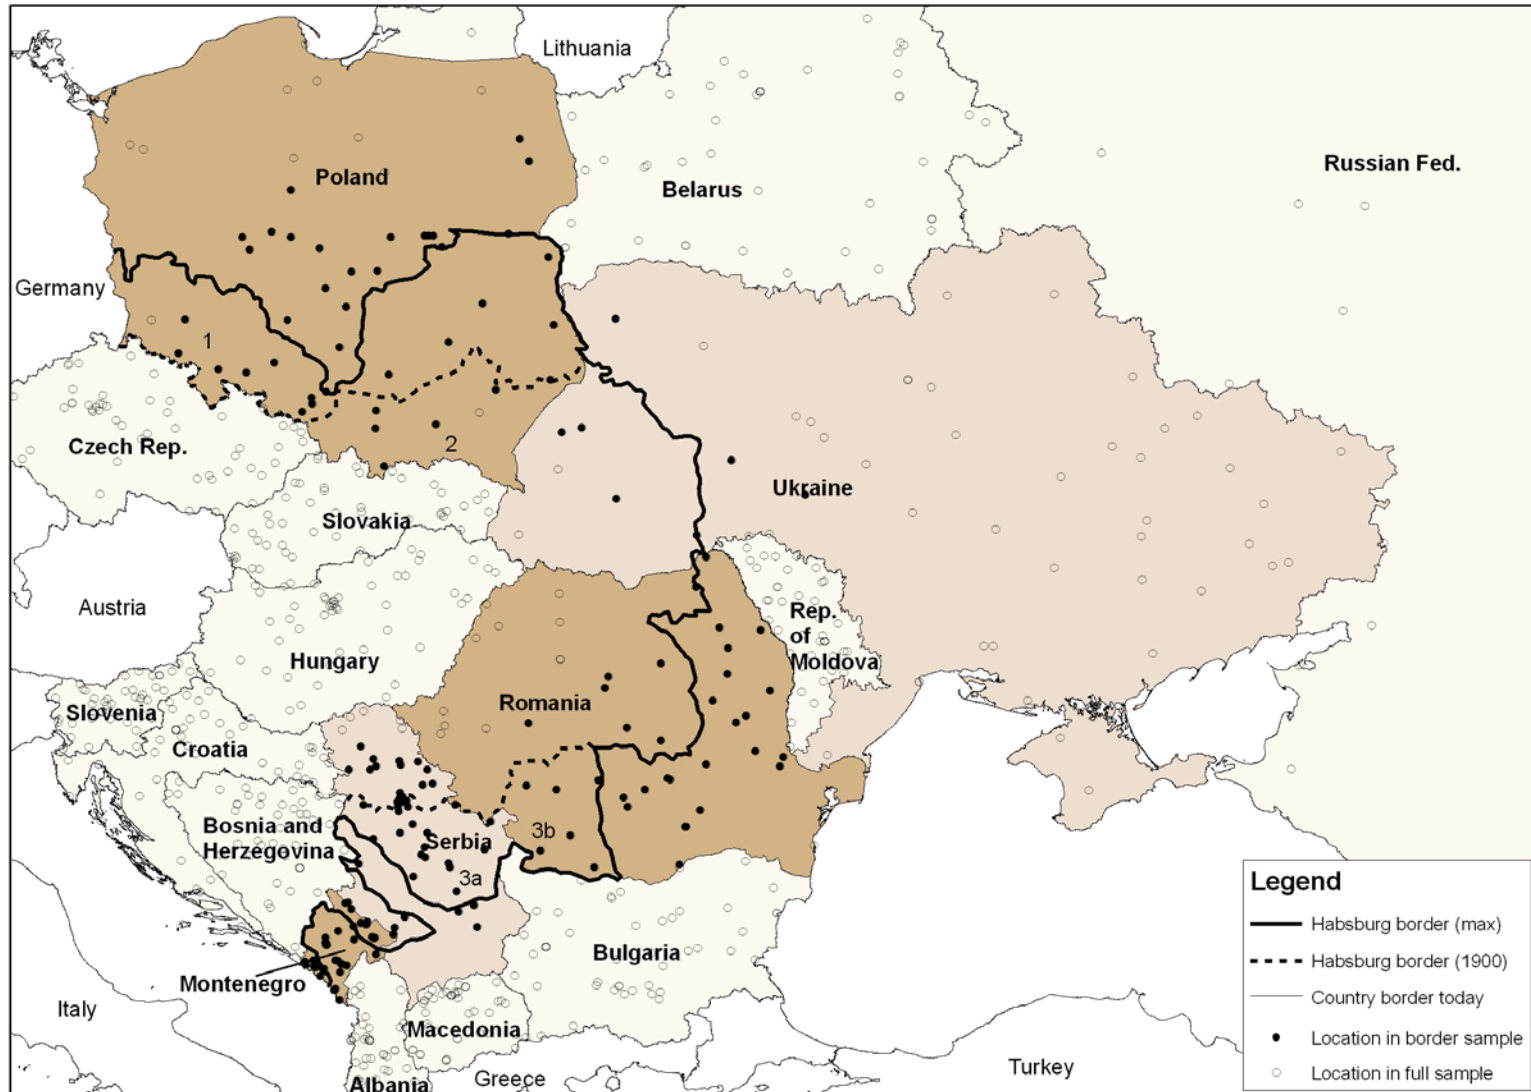 Lithuania
Poland
Belarus
Russian Fed.
Germany
1
Czech Rep.
2
Ukraine
Slovakia
Austria
Rep.
of
Moldova
Hungary
Romania
Slovenia
Croatia
Bosnia and
Herzegovina
Serbia
3b
3a
Bulgaria
Montenegro
Italy
Macedonia
Turkey
Greece
Albania
Legend
Habsburg border (max)
Habsburg border (1900)
Country border today
Location in border sample
Location in full sample